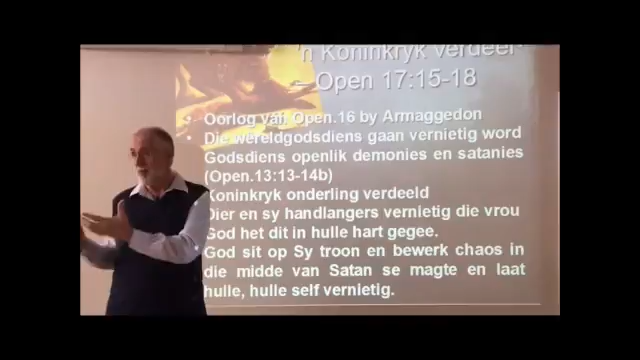 'n Koninkryk verdeel
– Open 17:15-18
• Oorlog van Open.16 by Armaggedon
• Die wêreldgodsdiens gaan vernietig word
Godsdiens openlik demonies en satanies
(Open.13:13-14b)
Koninkryk onderling verdeeld
Dier en sy handlangers vernietig die vrou
God het dit in hulle hart gegee.
God sit op Sy troon en bewerk chaos in
die midde van Satan se magte en laat
hulle, hulle self vernietig.